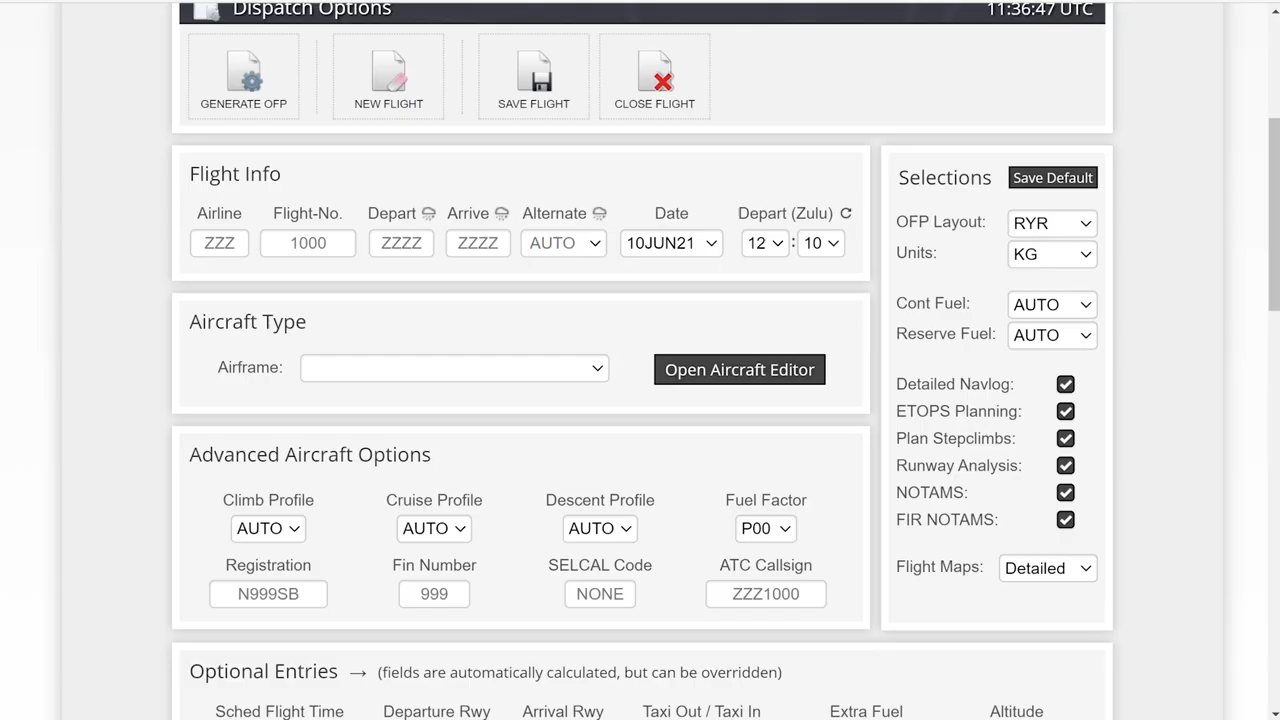 Dispatch Options 11:36:47 UTC
GENERATE OFP NEW FLIGHT SAVE FLIGHT CLOSE FLIGHT
Flight Info
Airline Flight-No. Depart Arrive Alternate Date Depart (Zulu)
ZZZ 1000 ZZZZ ZZZZ AUTO 10JUN21 12 : 10
Aircraft Type
Airframe: Open Aircraft Editor
Advanced Aircraft Options
Climb Profile Cruise Profile Descent Profile Fuel Factor
AUTO AUTO AUTO P00
Registration Fin Number SELCAL Code ATC Callsign
N999SB 999 NONE ZZZ1000
Selections Save Default
OFP Layout: RYR
Units: KG
Cont Fuel: AUTO
Reserve Fuel: AUTO
Detailed Navlog:
ETOPS Planning:
Plan Stepclimbs:
Runway Analysis:
NOTAMS:
FIR NOTAMS:
Flight Maps: Detailed
Optional Entries → (fields are automatically calculated, but can be overridden)
Sched Flight Time Departure Rwy Arrival Rwy Taxi Out / Taxi In Extra Fuel Altitude